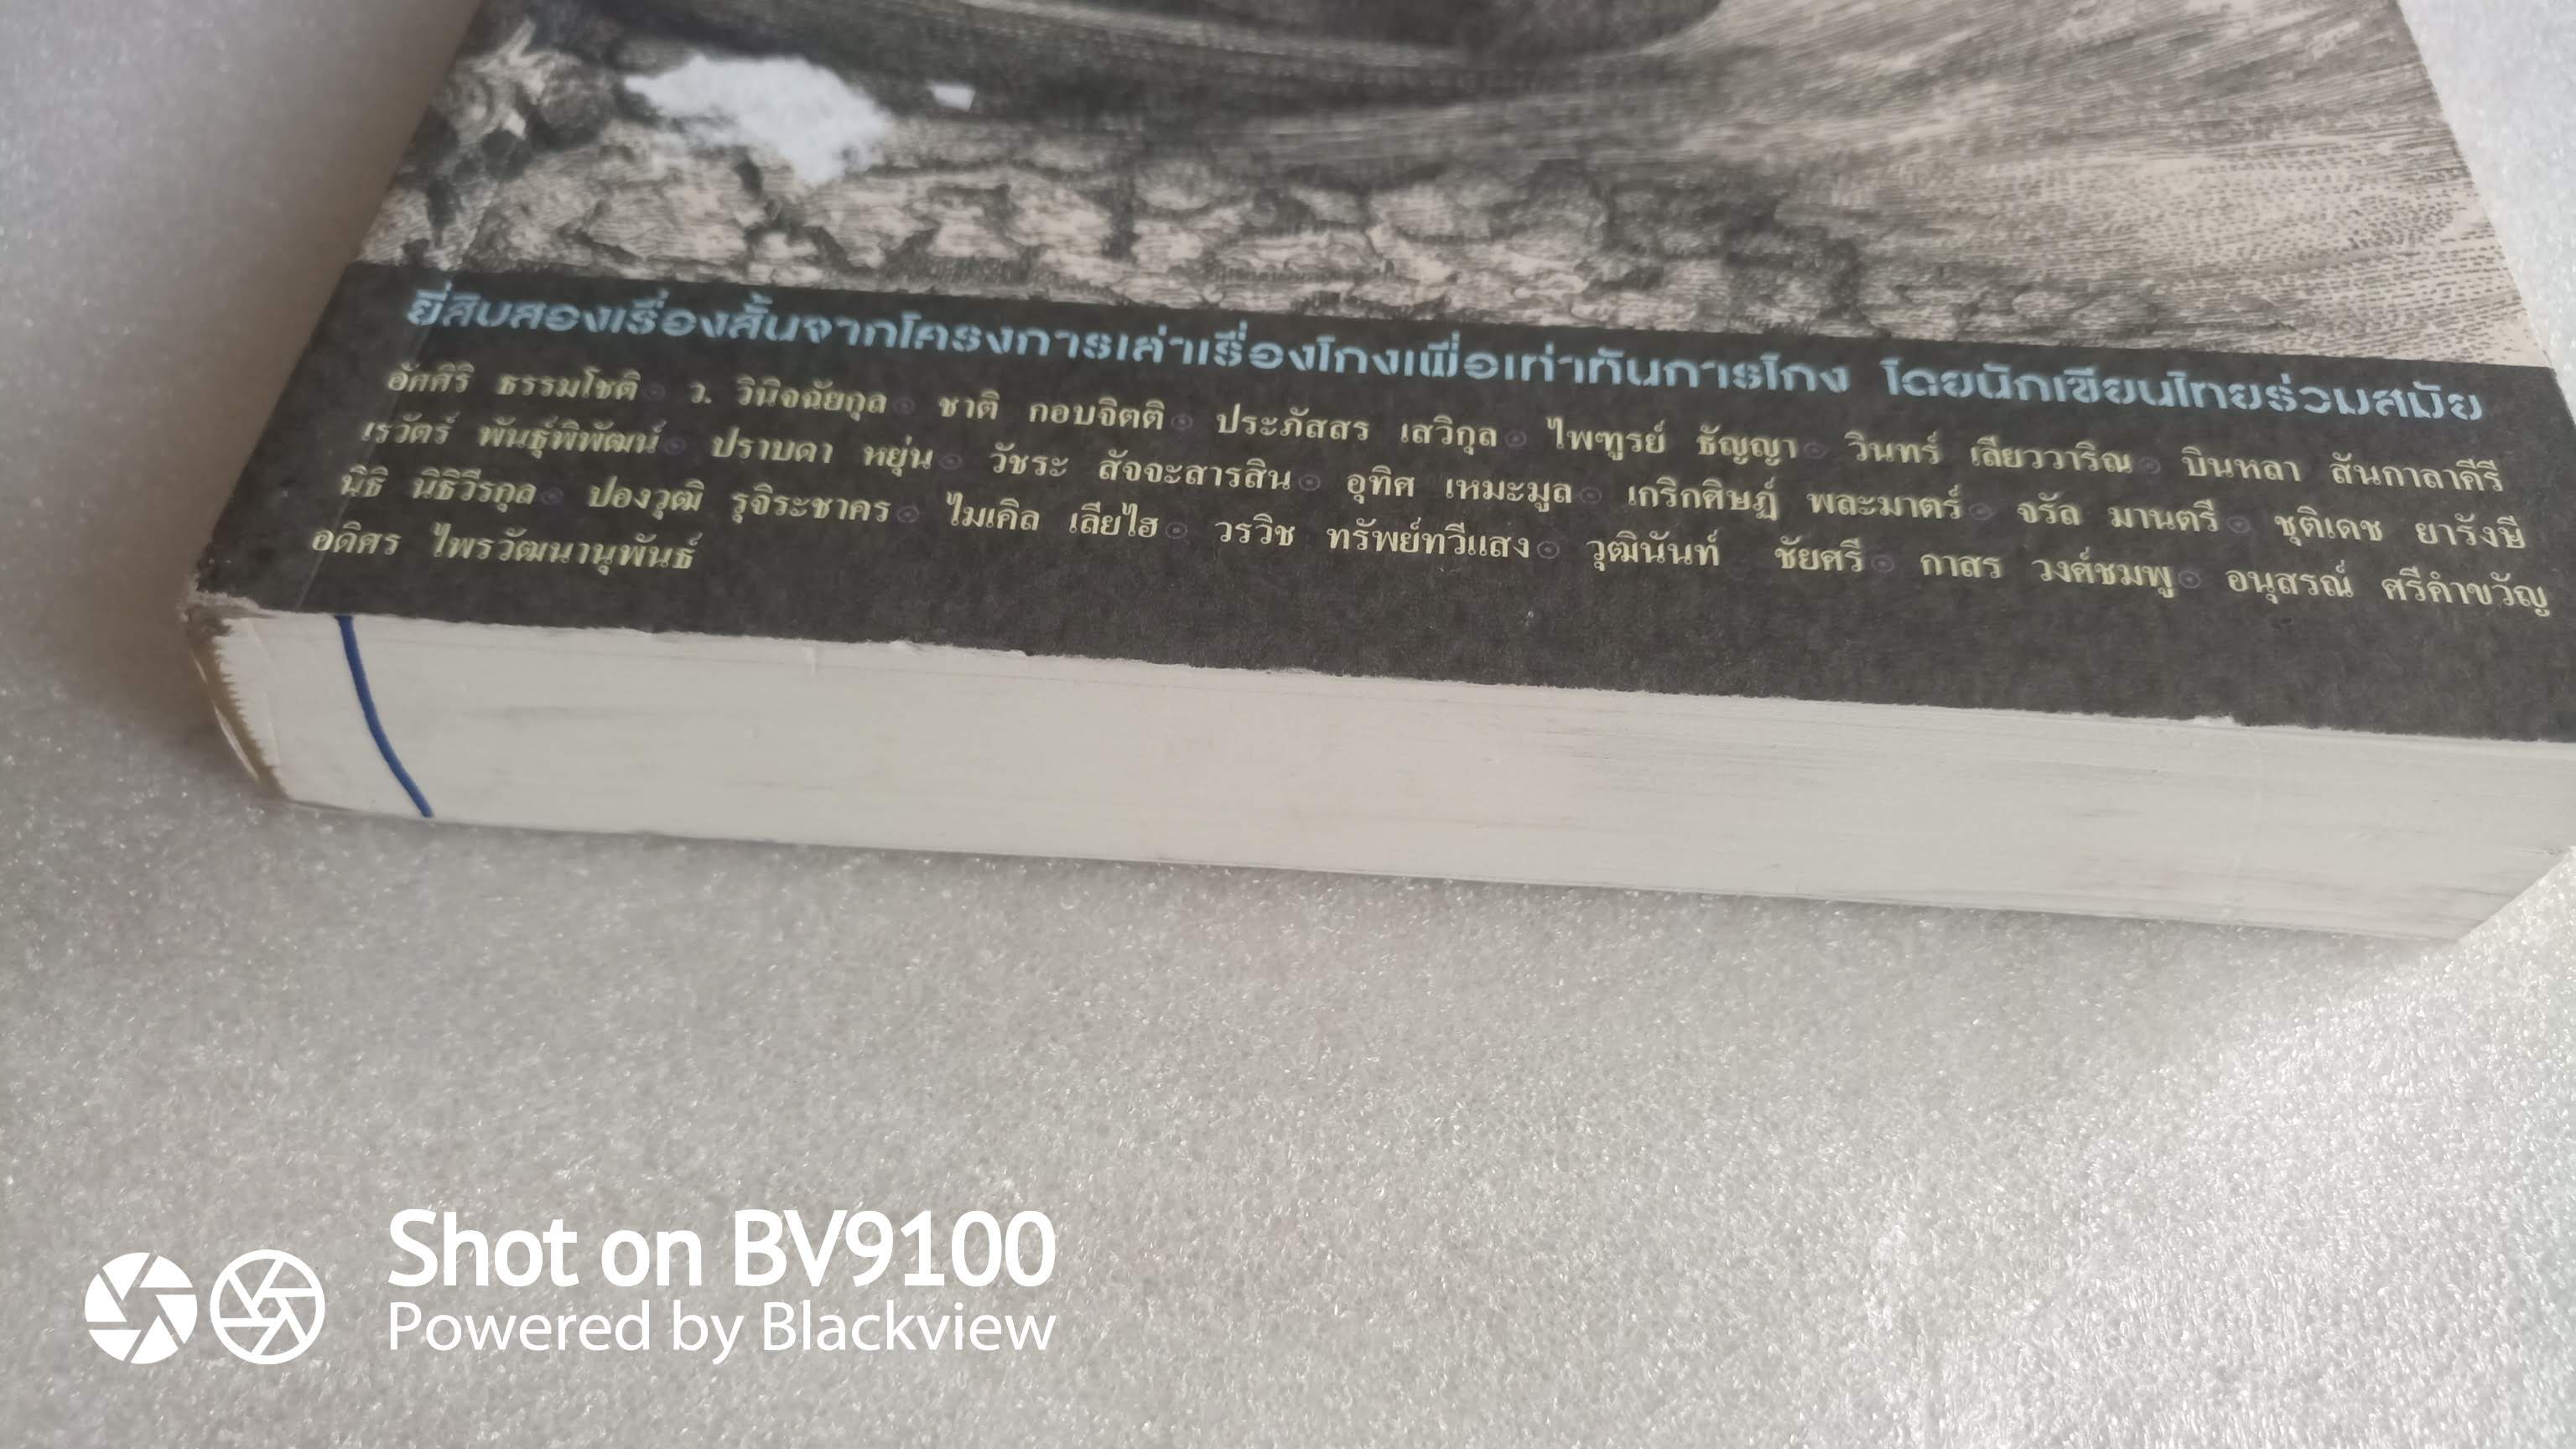 ยี่สิบสองเรื่องสั้นจากโครงการเล่าเรื่องโกงเพื่อเท่าทันการโกง โดยนักเขียนไทยร่วมสมัย
อัศศิริ ธรรมโชติ ๏ ว. วินิจฉัยกุล ๏ ชาติ กอบจิตติ ๏ ประภัสสร เสวิกุล ๏ ไพฑูรย์ ธัญญา ๏ วินทร์ เลียววาริณ ๏ บินหลา สันกาลาคีรี
เรวัตร์ พันธุ์พิพัฒน์ ๏ ปราบดา หยุ่น ๏ วัชระ สัจจะสารสิน ๏ อุทิศ เหมะมูล ๏ เกริกศิษฏ์ พละมาตร์ ๏ จรัล มานตรี ๏ ชุติเดช ยารังษี
นิธิ นิธิวีรกุล ๏ ปองวุฒิ รุจิระชาคร ๏ ไมเคิล เลียไฮ ๏ วรวิช ทรัพย์ทวีแสง ๏ วุฒินันท์ ชัยศรี ๏ กาสร วงศ์ชมพู ๏ อนุสรณ์ ศรีคำขวัญ
อดิศร ไพรวัฒนานุพันธ์
Shot on BV9100
Powered by Blackview